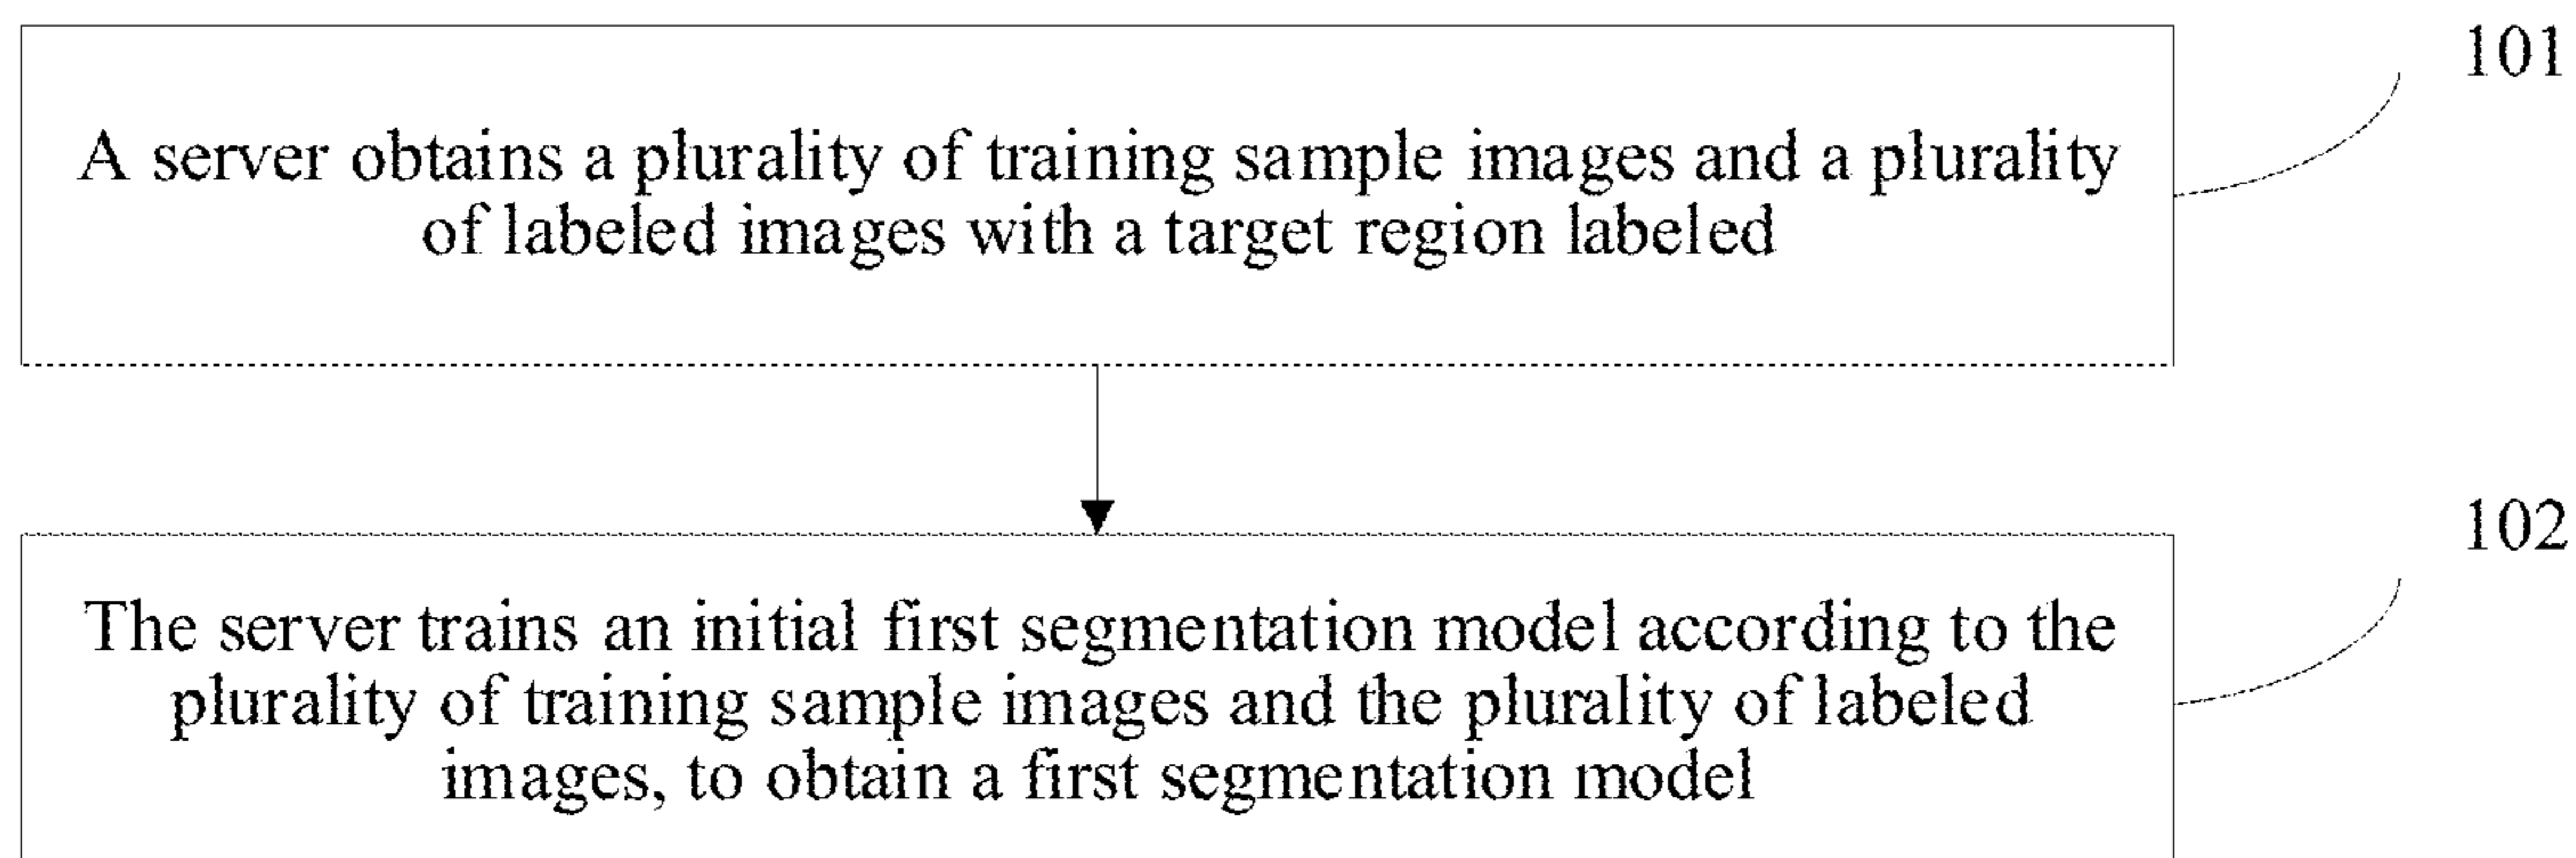 101
A server obtains a plurality of training sample images and a plurality
of labeled images with a target region labeled
102
The server trains an initial first segmentation model according to the
plurality of training sample images and the plurality of labeled
images, to obtain a first segmentation model